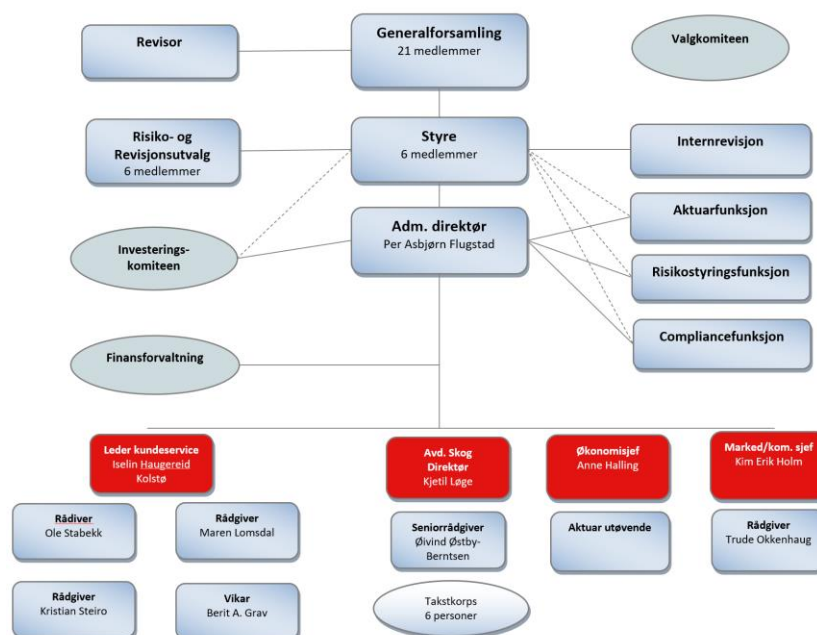 Revisor
Generalforsamling
21 medlemmer
Valgkomiteen
Risiko- og
Revisjonsutvalg
6 medlemmer
Styre
6 medlemmer
Internrevisjon
Aktuarfunksjon
Adm. direktør
Per Asbjørn Flugstad
Investerings-
komiteen
Risikostyringsfunksjon
Compliancefunksjon
Finansforvaltning
Leder kundeservice
Iselin Haugereid
Kolstø
Avd. Skog
Direktør
Kjetil Løge
Økonomisjef
Anne Halling
Marked/kom. sjef
Kim Erik Holm
Rådiver
Ole Stabekk
Rådgiver
Maren Lomsdal
Seniorrådgiver
Øivind Østby-
Berntsen
Aktuar utøvende
Rådgiver
Trude Okkenhaug
Rådgiver
Kristian Steiro
Vikar
Berit A. Grav
Takstkorps
6 personer